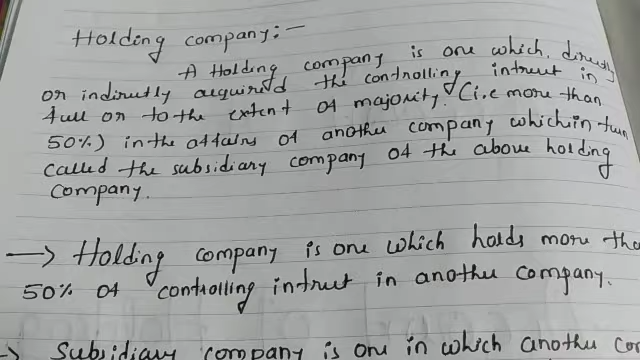 Holding company:-
A Holding company is one which, directly
or indirectly acquired the controlling intrest in
full or to the extent of majority. (i.e more than
50%) in the affairs of another company which in turn
called the subsidiary company of the above holding
company.
→ Holding company is one which holds more tha
50% of controlling intrest in another company.
→ Subsidiary company is one in which another com